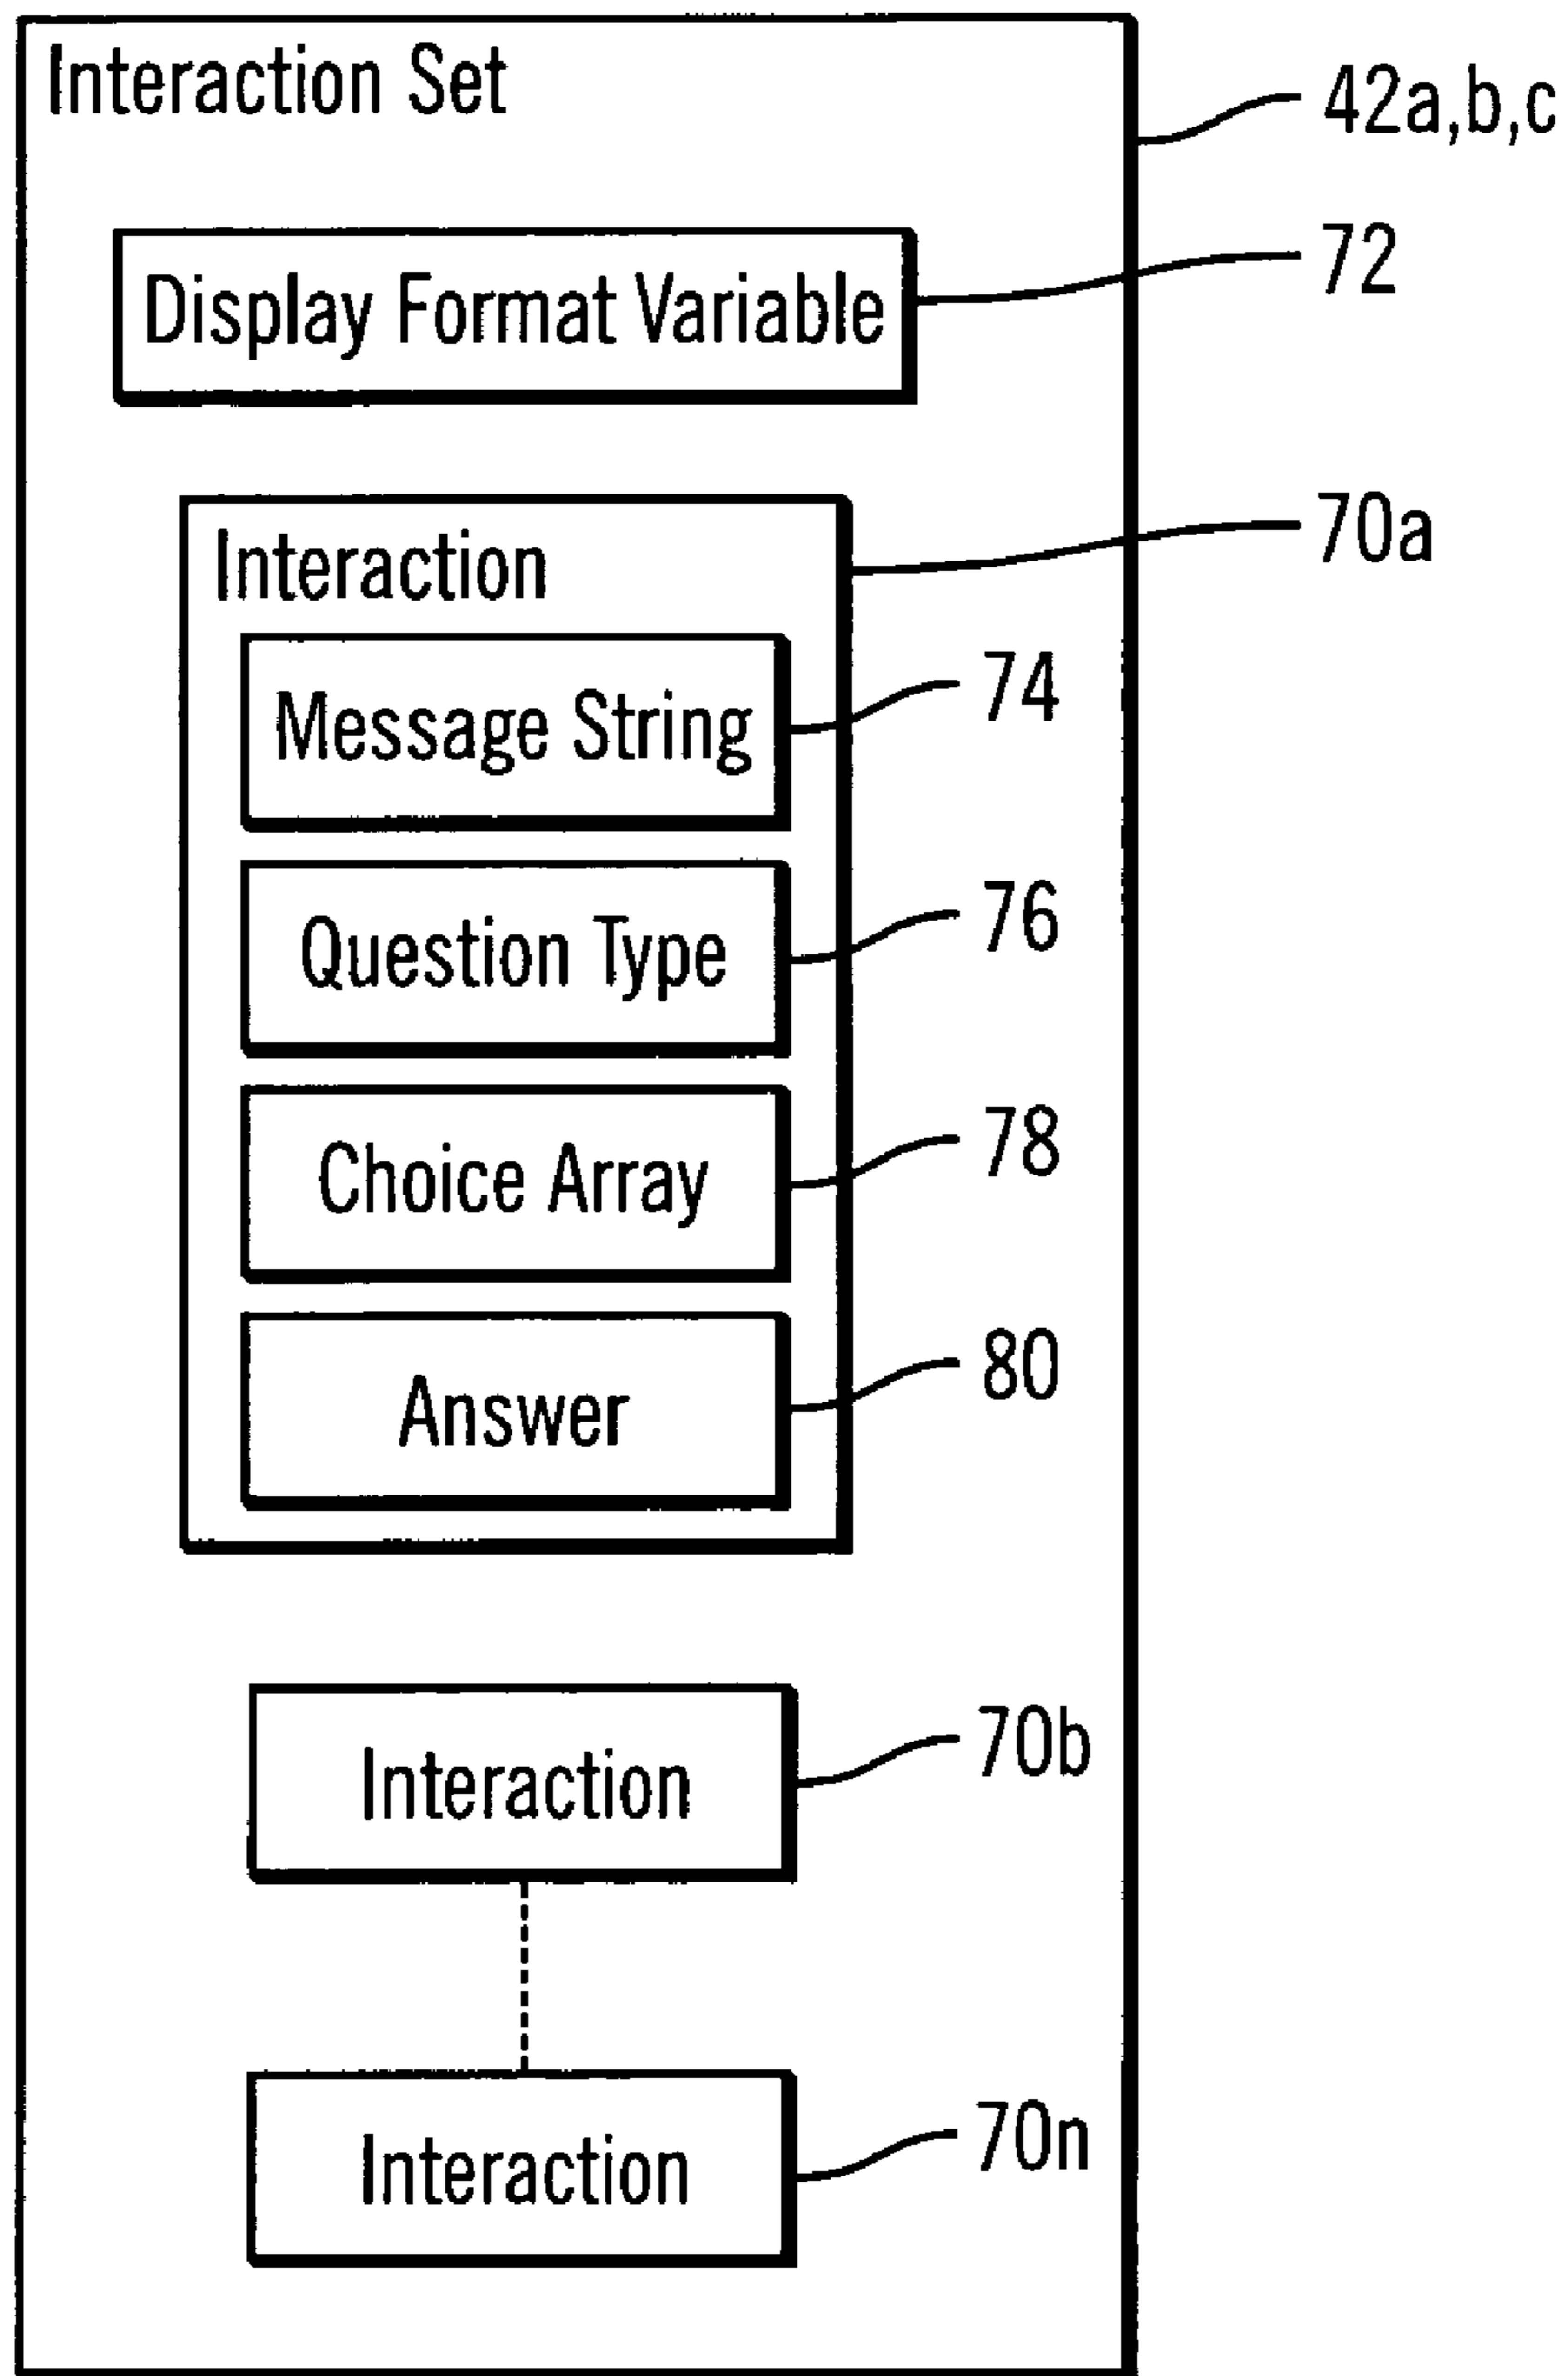 Interaction Set
42a,b,c
Display Format Variable
72
Interaction
70a
Message String
74
Question Type
76
Choice Array
78
Answer
80
Interaction
70b
Interaction
70n